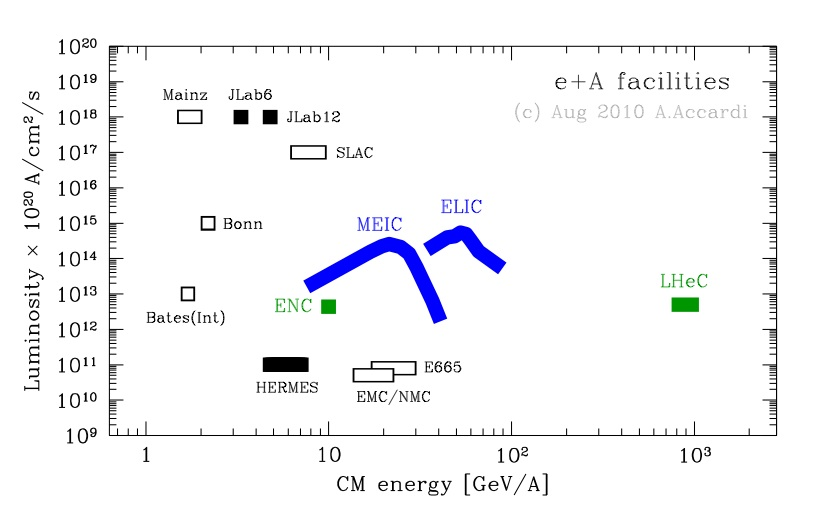 10²⁰
e+A facilities
10¹⁹
Mainz JLab6
(c) Aug 2010 A.Accardi
10¹⁸
JLab12
10¹⁷
SLAC
10¹⁶
ELIC
10¹⁵
Bonn
MEIC
10¹⁴
LHeC
10¹³
ENC
Bates(Int)
10¹²
10¹¹
E665
HERMES
EMC/NMC
10¹⁰
10⁹
Luminosity × 10²⁰ A/cm²/s
1 10 10² 10³
CM energy [GeV/A]